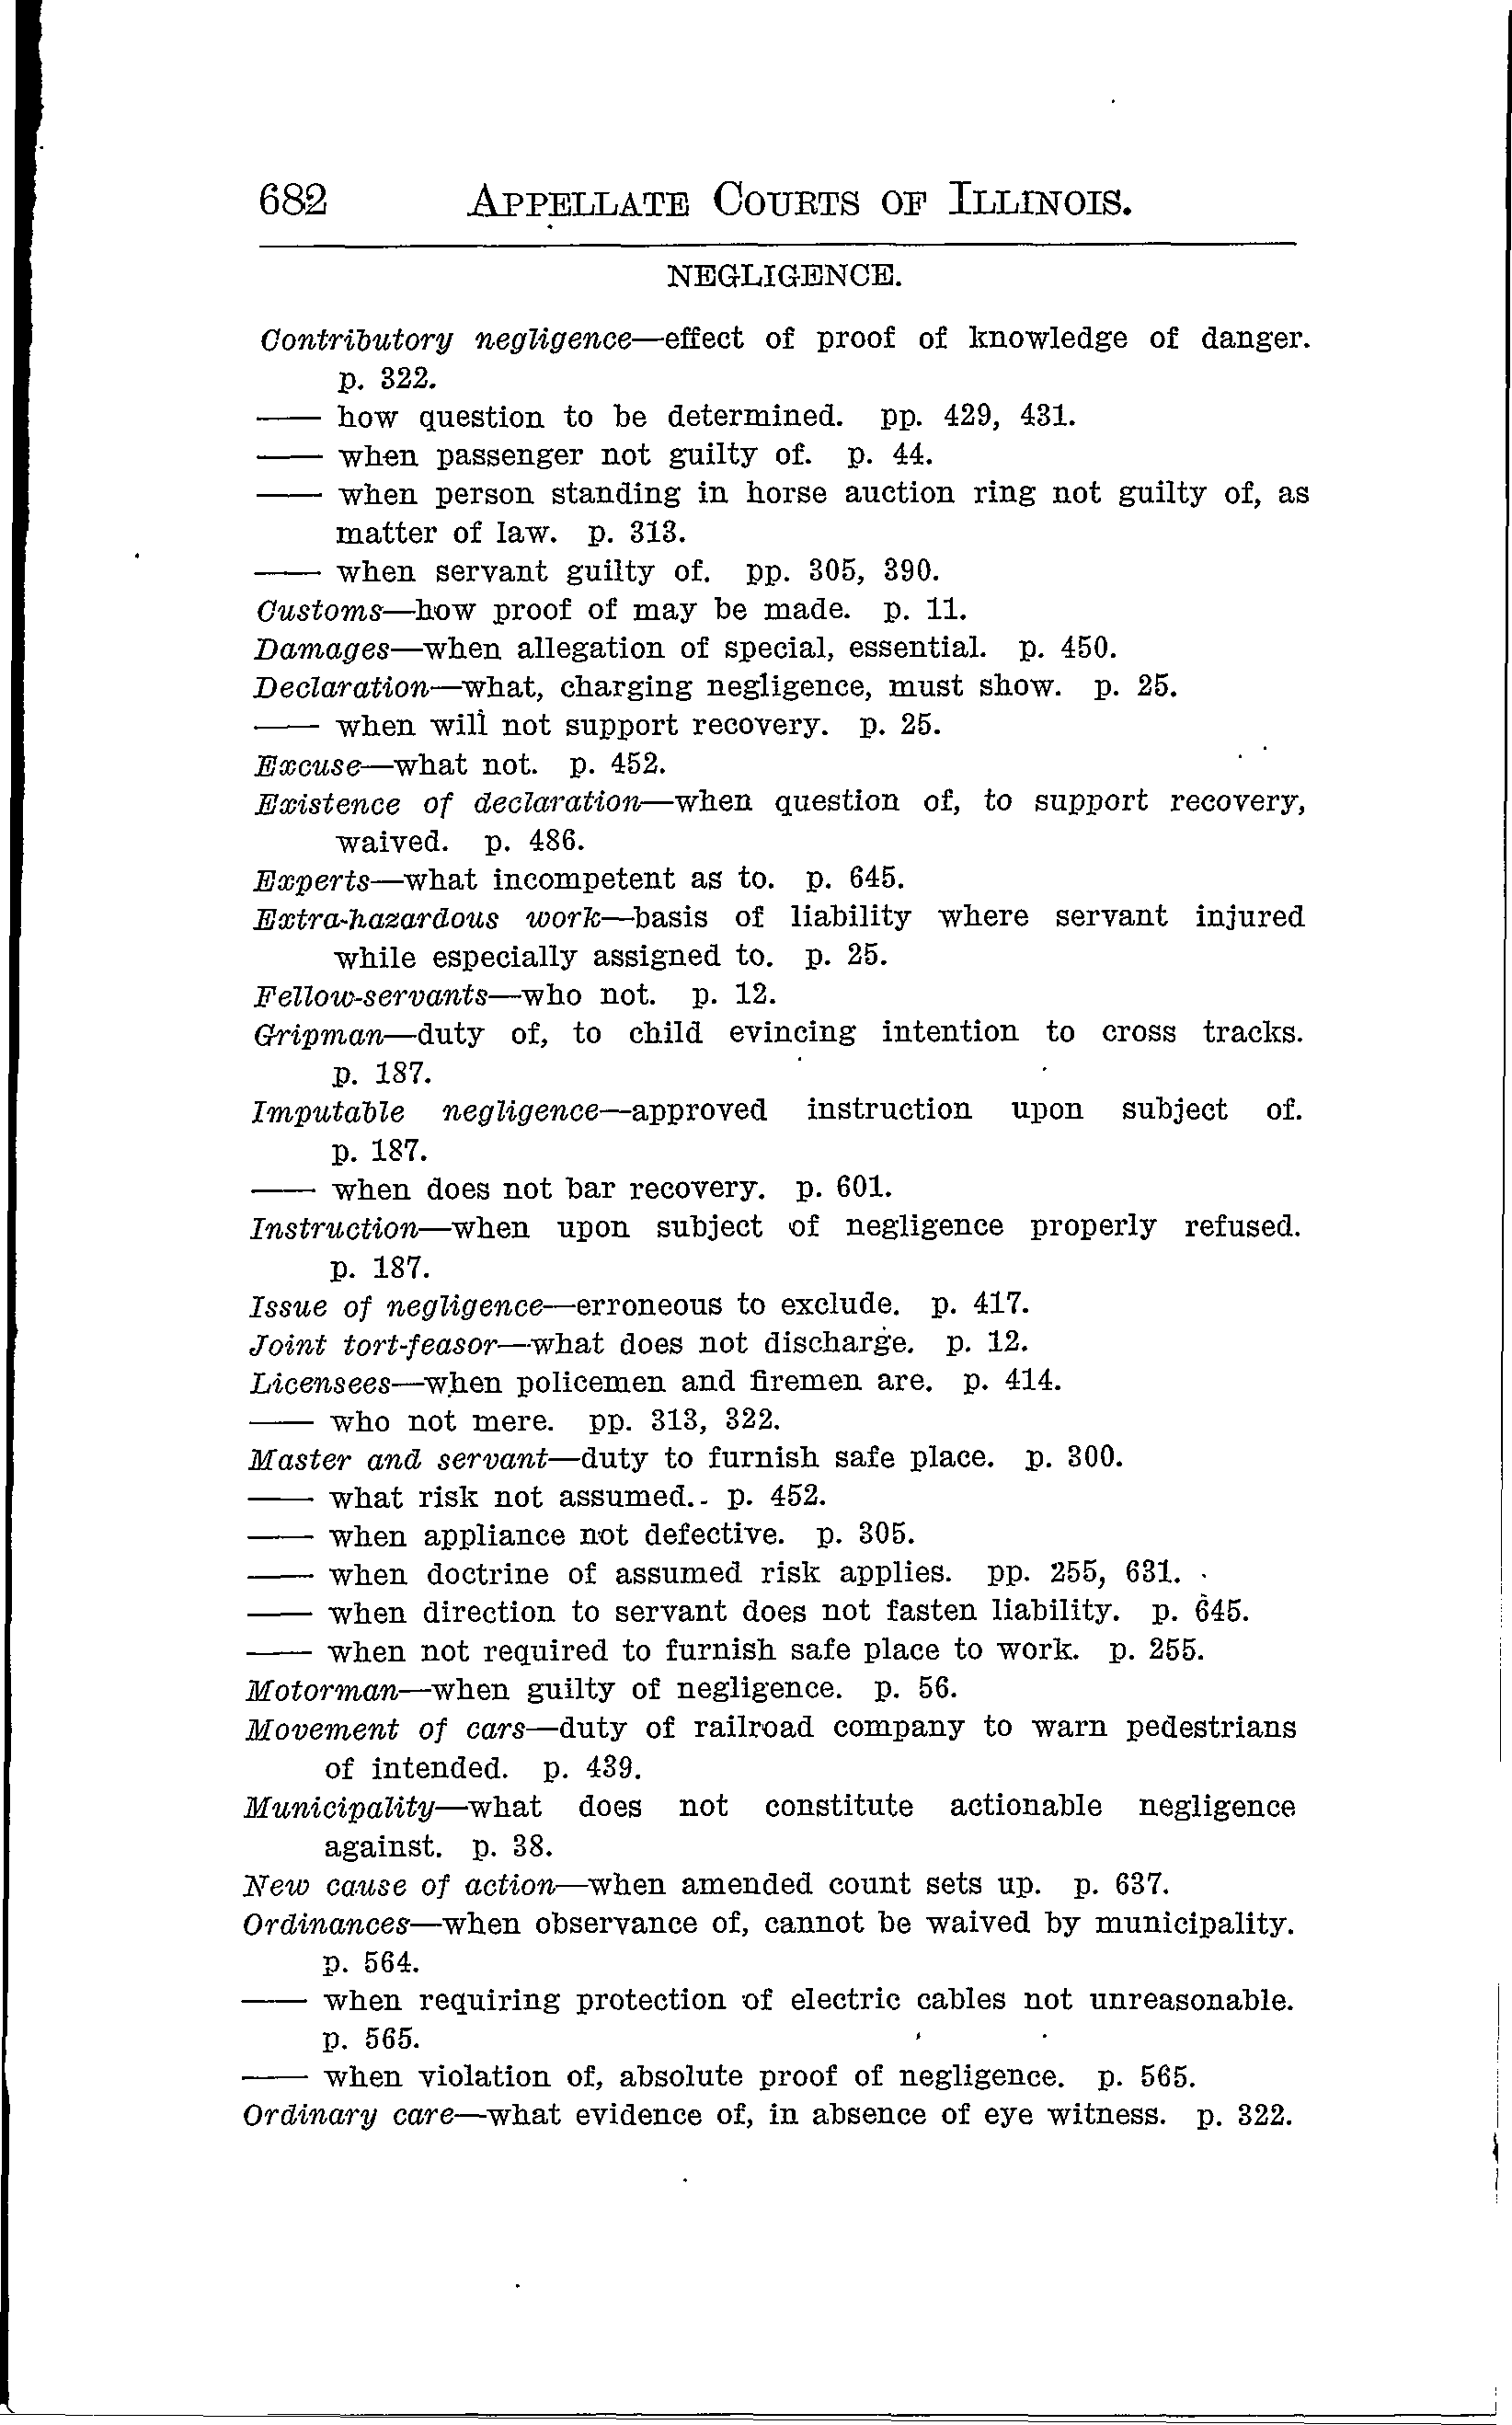 682 APPELLATE COURTS OF ILLINOIS.
NEGLIGENCE.
Contributory negligence—effect of proof of knowledge of danger.
p. 322.
—— how question to be determined. pp. 429, 431.
—— when passenger not guilty of. p. 44.
—— when person standing in horse auction ring not guilty of, as
matter of law. p. 313.
—— when servant guilty of. pp. 305, 390.
Customs—how proof of may be made. p. 11.
Damages—when allegation of special, essential. p. 450.
Declaration—what, charging negligence, must show. p. 25.
—— when will not support recovery. p. 25.
Excuse—what not. p. 452.
Existence of declaration—when question of, to support recovery,
waived. p. 486.
Experts—what incompetent as to. p. 645.
Extra-hazardous work—basis of liability where servant injured
while especially assigned to. p. 25.
Fellow-servants—who not. p. 12.
Gripman—duty of, to child evincing intention to cross tracks.
p. 187.
Imputable negligence—approved instruction upon subject of.
p. 187.
—— when does not bar recovery. p. 601.
Instruction—when upon subject of negligence properly refused.
p. 187.
Issue of negligence—erroneous to exclude. p. 417.
Joint tort-feasor—what does not discharge. p. 12.
Licensees—when policemen and firemen are. p. 414.
—— who not mere. pp. 313, 322.
Master and servant—duty to furnish safe place. p. 300.
—— what risk not assumed. p. 452.
—— when appliance not defective. p. 305.
—— when doctrine of assumed risk applies. pp. 255, 631.
—— when direction to servant does not fasten liability. p. 645.
—— when not required to furnish safe place to work. p. 255.
Motorman—when guilty of negligence. p. 56.
Movement of cars—duty of railroad company to warn pedestrians
of intended. p. 439.
Municipality—what does not constitute actionable negligence
against. p. 38.
New cause of action—when amended count sets up. p. 637.
Ordinances—when observance of, cannot be waived by municipality.
p. 564.
—— when requiring protection of electric cables not unreasonable.
p. 565.
—— when violation of, absolute proof of negligence. p. 565.
Ordinary care—what evidence of, in absence of eye witness. p. 322.